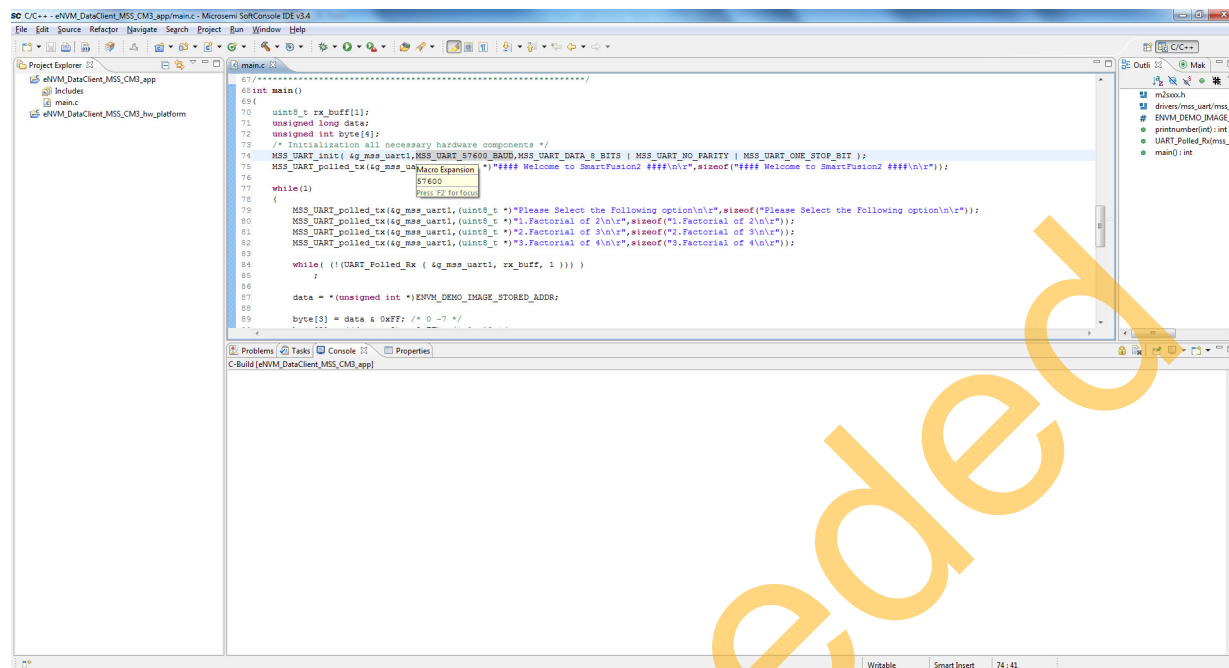 SC C/C++ - eNVM_DataClient_MSS_CM3_app/main.c - Microsemi SoftConsole IDE v3.4
File Edit Source Refactor Navigate Search Project Run Window Help
C/C++
Project Explorer
main.c
Outli
Mak
eNVM_DataClient_MSS_CM3_app
Includes
main.c
eNVM_DataClient_MSS_CM3_hw_platform
67/**************************************************************/
68int main()
69{
70 uint8_t rx_buff[1];
71 unsigned long data;
72 unsigned int byte[4];
73 /* Initialization all necessary hardware components */
74 MSS_UART_init( &g_mss_uart1,MSS_UART_57600_BAUD,MSS_UART_DATA_8_BITS | MSS_UART_NO_PARITY | MSS_UART_ONE_STOP_BIT );
75 MSS_UART_polled_tx(&g_mss_ua *)"#### Welcome to SmartFusion2 ####\n\r",sizeof("#### Welcome to SmartFusion2 ####\n\r"));
Macro Expansion
76
57600
77 while(1)
Press 'F2' for focus
78 {
79 MSS_UART_polled_tx(&g_mss_uart1,(uint8_t *)"Please Select the Following option\n\r",sizeof("Please Select the Following option\n\r"));
80 MSS_UART_polled_tx(&g_mss_uart1,(uint8_t *)"1.Factorial of 2\n\r",sizeof("1.Factorial of 2\n\r"));
81 MSS_UART_polled_tx(&g_mss_uart1,(uint8_t *)"2.Factorial of 3\n\r",sizeof("2.Factorial of 3\n\r"));
82 MSS_UART_polled_tx(&g_mss_uart1,(uint8_t *)"3.Factorial of 4\n\r",sizeof("3.Factorial of 4\n\r"));
83
84 while( (!(UART_Polled_Rx ( &g_mss_uart1, rx_buff, 1 ))) )
85 ;
86
87 data = *(unsigned int *)ENVM_DEMO_IMAGE_STORED_ADDR;
88
89 byte[3] = data & 0xFF; /* 0 -7 */
m2sxxx.h
drivers/mss_uart/mss_
ENVM_DEMO_IMAGE_
printnumber(int) : int
UART_Polled_Rx(mss_
main() : int
Problems Tasks Console Properties
C-Build [eNVM_DataClient_MSS_CM3_app]
Writable Smart Insert 74 : 41
eded